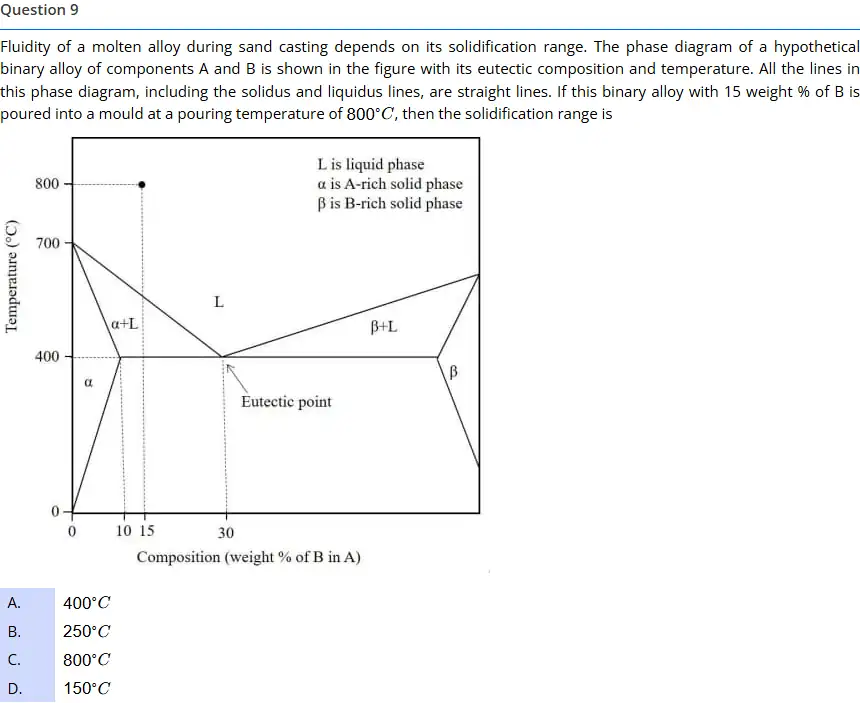 Question 9
Fluidity of a molten alloy during sand casting depends on its solidification range. The phase diagram of a hypothetical
binary alloy of components A and B is shown in the figure with its eutectic composition and temperature. All the lines in
this phase diagram, including the solidus and liquidus lines, are straight lines. If this binary alloy with 15 weight % of B is
poured into a mould at a pouring temperature of 800°C, then the solidification range is
L is liquid phase
α is A-rich solid phase
β is B-rich solid phase
800
700
Temperature (°C)
L
α+L
β+L
400
α
β
Eutectic point
0
0 10 15 30
Composition (weight % of B in A)
A. 400°C
B. 250°C
C. 800°C
D. 150°C